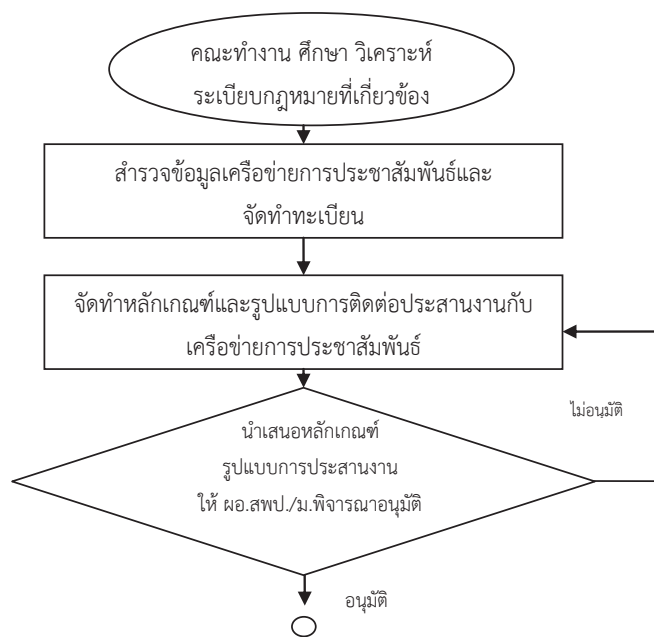 คณะทำงาน ศึกษา วิเคราะห์
ระเบียบกฎหมายที่เกี่ยวข้อง
สำรวจข้อมูลเครือข่ายการประชาสัมพันธ์และ
จัดทำทะเบียน
จัดทำหลักเกณฑ์และรูปแบบการติดต่อประสานงานกับ
เครือข่ายการประชาสัมพันธ์
ไม่อนุมัติ
นำเสนอหลักเกณฑ์
รูปแบบการประสานงาน
ให้ ผอ.สพป./ม.พิจารณาอนุมัติ
อนุมัติ